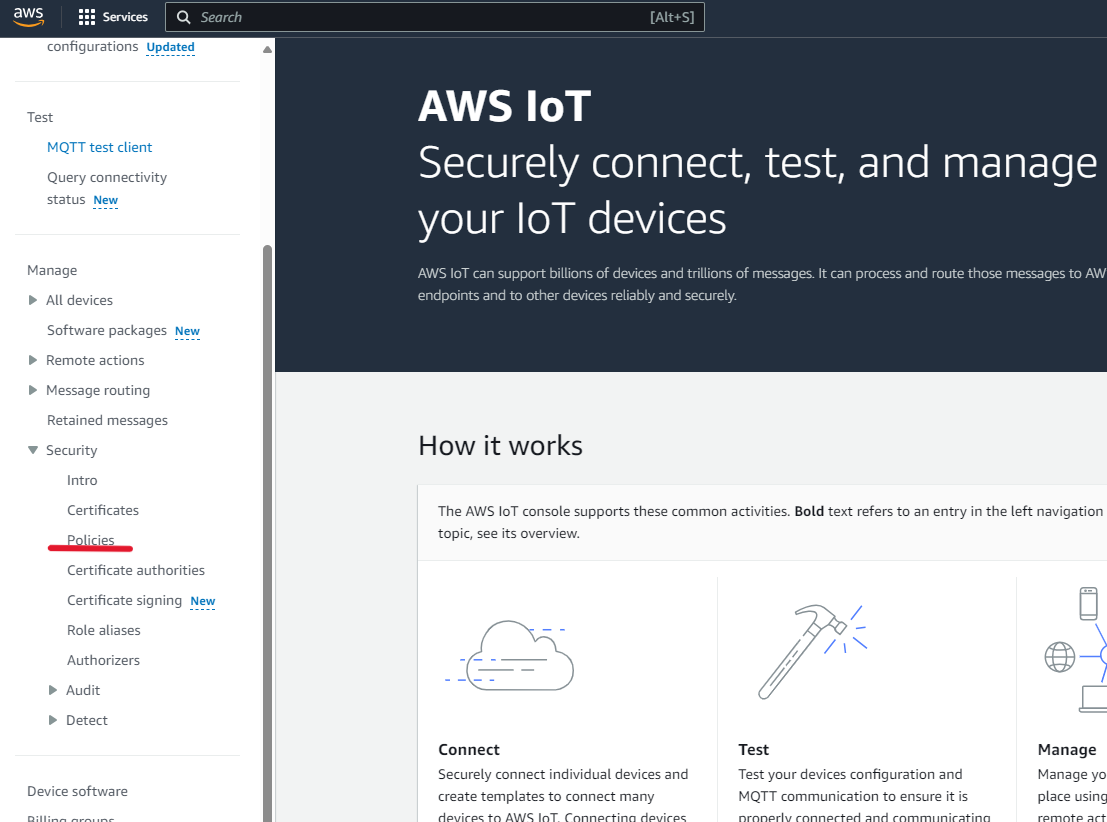 aws
Services
Search
[Alt+S]
configurations Updated
Test
MQTT test client
Query connectivity
status New
Manage
All devices
Software packages New
Remote actions
Message routing
Retained messages
Security
Intro
Certificates
Policies
Certificate authorities
Certificate signing New
Role aliases
Authorizers
Audit
Detect
Device software
Billing groups
AWS IoT
Securely connect, test, and manage
your IoT devices
AWS IoT can support billions of devices and trillions of messages. It can process and route those messages to AW
endpoints and to other devices reliably and securely.
How it works
The AWS IoT console supports these common activities. Bold text refers to an entry in the left navigation
topic, see its overview.
Connect
Securely connect individual devices and
create templates to connect many
devices to AWS IoT. Connecting devices
Test
Test your devices configuration and
MQTT communication to ensure it is
properly connected and communicating
Manage
Manage yo
place using
remote act